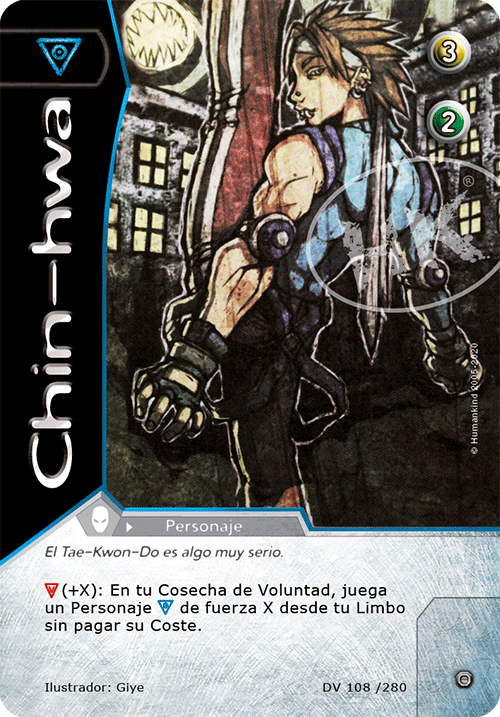 3
2
Chin-hwa
HK®
© Humankind 2005-2020
Personaje
El Tae-Kwon-Do es algo muy serio.
(+X): En tu Cosecha de Voluntad, juega
un Personaje de fuerza X desde tu Limbo
sin pagar su Coste.
Ilustrador: Giye
DV 108 /280